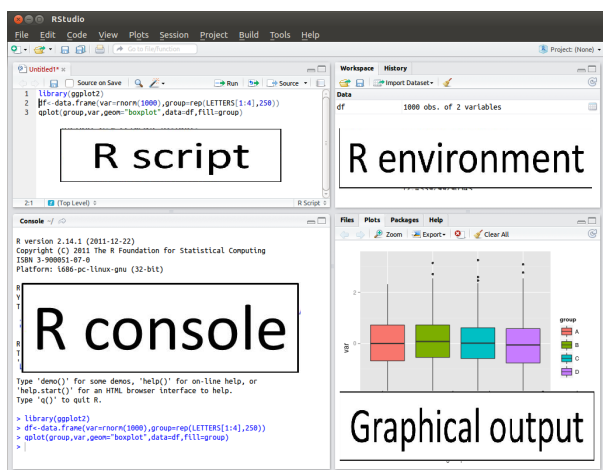 RStudio
File Edit Code View Plots Session Project Build Tools Help
Go to file/function
Project: (None)
Untitled1*
Source on Save
Run
Source
1 library(ggplot2)
2 df<-data.frame(var=rnorm(1000),group=rep(LETTERS[1:4],250))
3 qplot(group,var,geom="boxplot",data=df,fill=group)
R script
2:1 (Top Level) R Script
Workspace History
Import Dataset
Data
df 1000 obs. of 2 variables
R environment
Console ~/
R version 2.14.1 (2011-12-22)
Copyright (C) 2011 The R Foundation for Statistical Computing
ISBN 3-900051-07-0
Platform: i686-pc-linux-gnu (32-bit)
R console
Type 'demo()' for some demos, 'help()' for on-line help, or
'help.start()' for an HTML browser interface to help.
Type 'q()' to quit R.
> library(ggplot2)
> df<-data.frame(var=rnorm(1000),group=rep(LETTERS[1:4],250))
> qplot(group,var,geom="boxplot",data=df,fill=group)
>
Files Plots Packages Help
Zoom Export Clear All
2
0
var
group
A
B
C
D
Graphical output